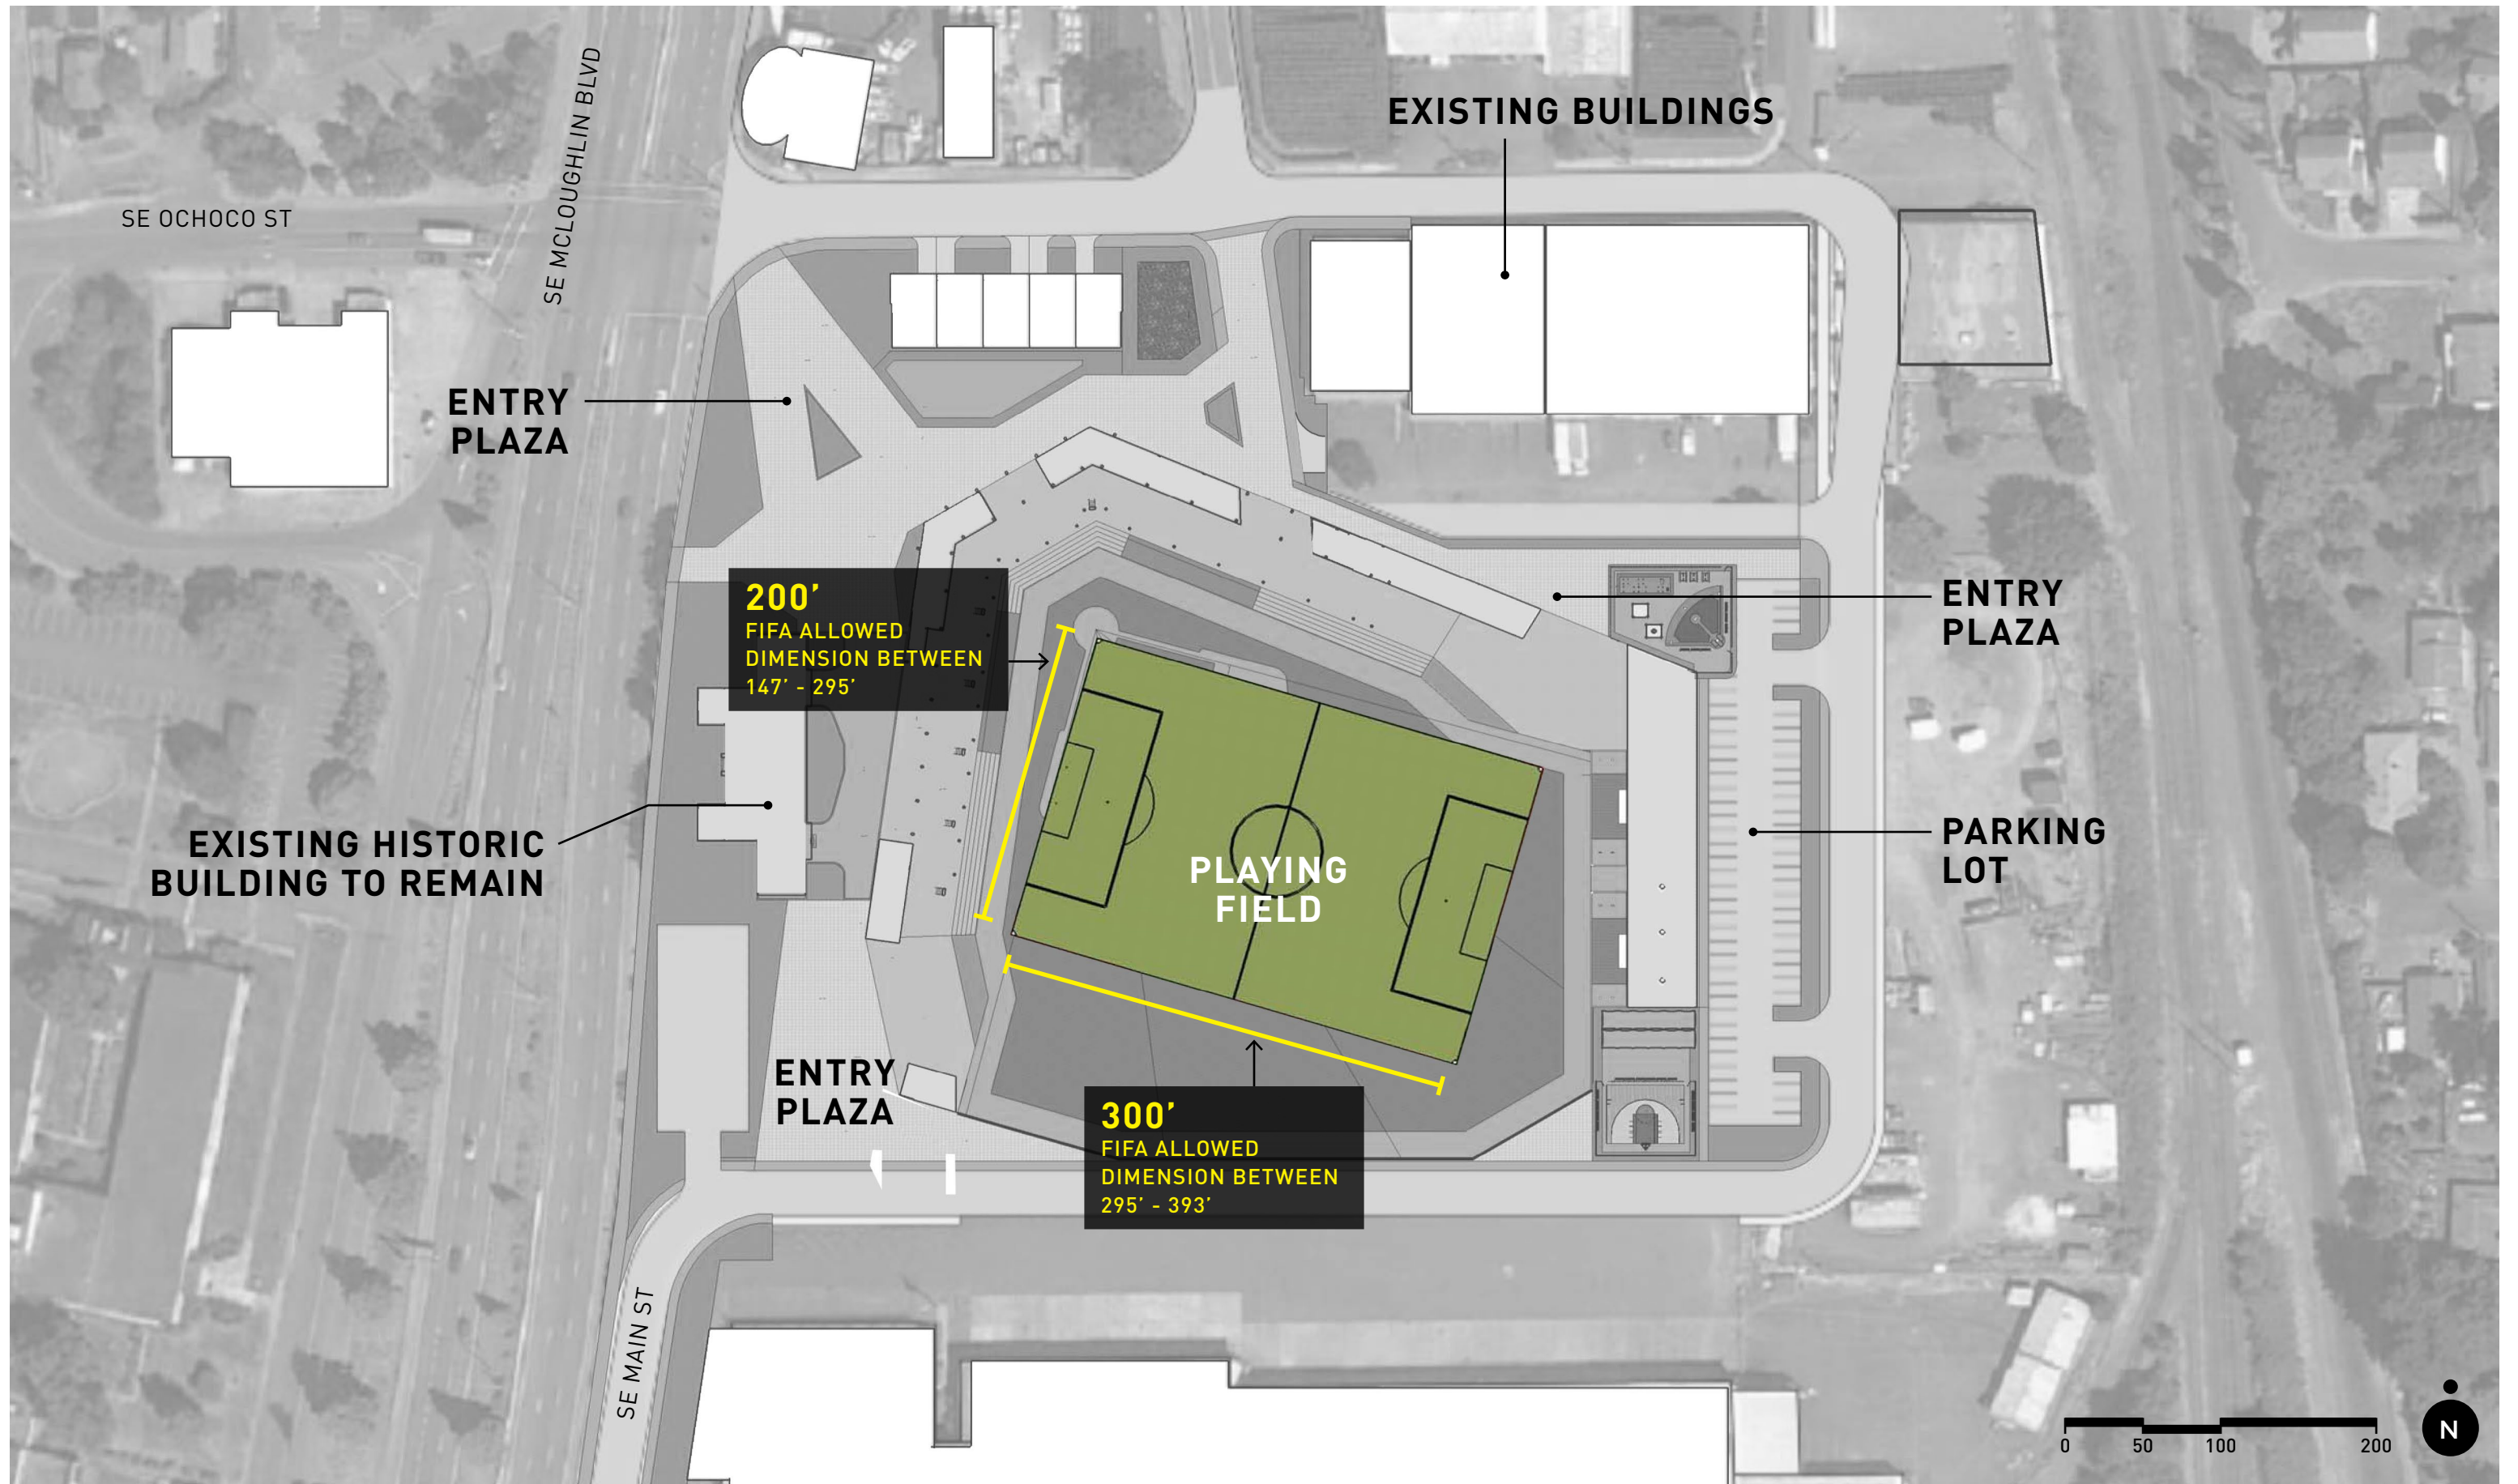 SE MCLOUGHLIN BLVD
EXISTING BUILDINGS
SE OCHOCO ST
ENTRY
PLAZA
200’
FIFA ALLOWED
DIMENSION BETWEEN
147’ - 295’
ENTRY
PLAZA
EXISTING HISTORIC
BUILDING TO REMAIN
PLAYING
FIELD
PARKING
LOT
ENTRY
PLAZA
300’
FIFA ALLOWED
DIMENSION BETWEEN
295’ - 393’
SE MAIN ST
0 50 100 200
N